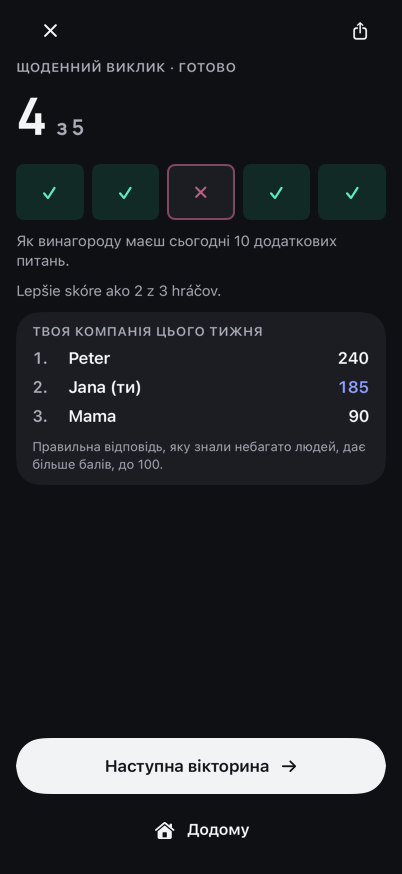 ЩОДЕННИЙ ВИКЛИК · ГОТОВО
4 з 5
Як винагороду маєш сьогодні 10 додаткових
питань.
Lepšie skóre ako 2 z 3 hráčov.
ТВОЯ КОМПАНІЯ ЦЬОГО ТИЖНЯ
1. Peter 240
2. Jana (ти) 185
3. Mama 90
Правильна відповідь, яку знали небагато людей, дає
більше балів, до 100.
Наступна вікторина →
Додому